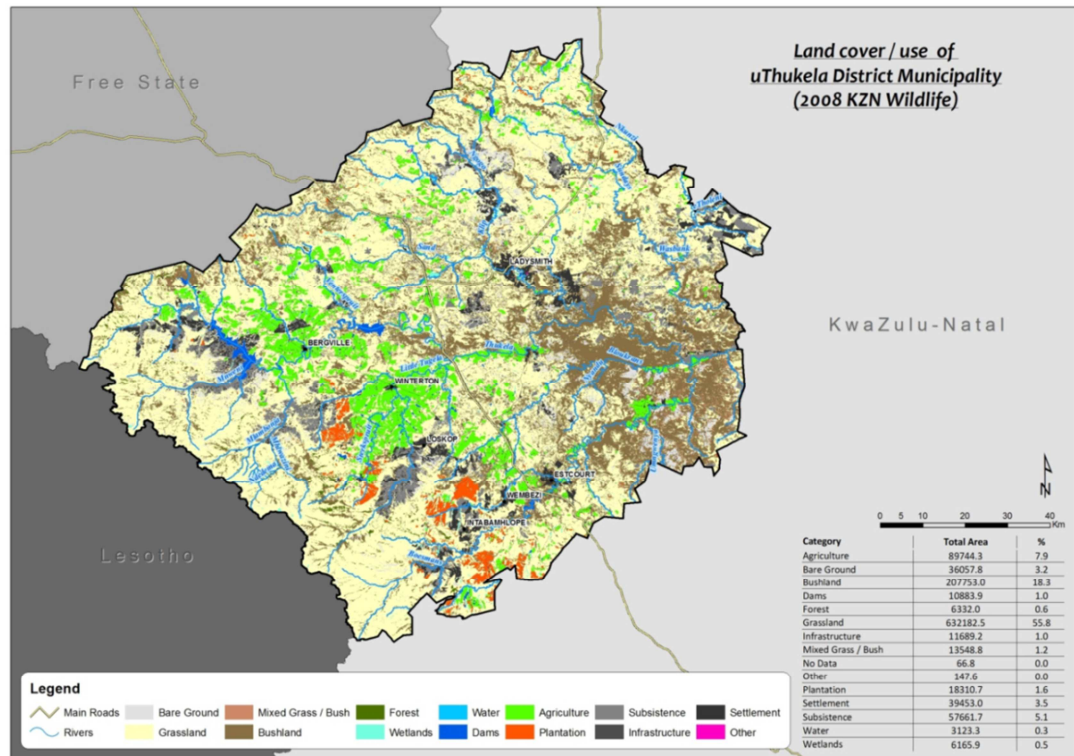 Land cover / use of
uThukela District Municipality
(2008 KZN Wildlife)
Free State
KwaZulu-Natal
Lesotho
LADYSMITH
BERGVILLE
WINTERTON
LOSKOP
ESTCOURT
WEMBEZI
INTABAMHLOPE
Little Tugela
N
0 5 10 20 30 40
Km
Category Total Area %
Agriculture 89744.3 7.9
Bare Ground 36057.8 3.2
Bushland 207753.0 18.3
Dams 10883.9 1.0
Forest 6332.0 0.6
Grassland 632182.5 55.8
Infrastructure 11689.2 1.0
Mixed Grass / Bush 13548.8 1.2
No Data 66.8 0.0
Other 147.6 0.0
Plantation 18310.7 1.6
Settlement 39453.0 3.5
Subsistence 57661.7 5.1
Water 3123.3 0.3
Wetlands 6165.9 0.5
Legend
Main Roads Bare Ground Mixed Grass / Bush Forest Water Agriculture Subsistence Settlement
Rivers Grassland Bushland Wetlands Dams Plantation Infrastructure Other